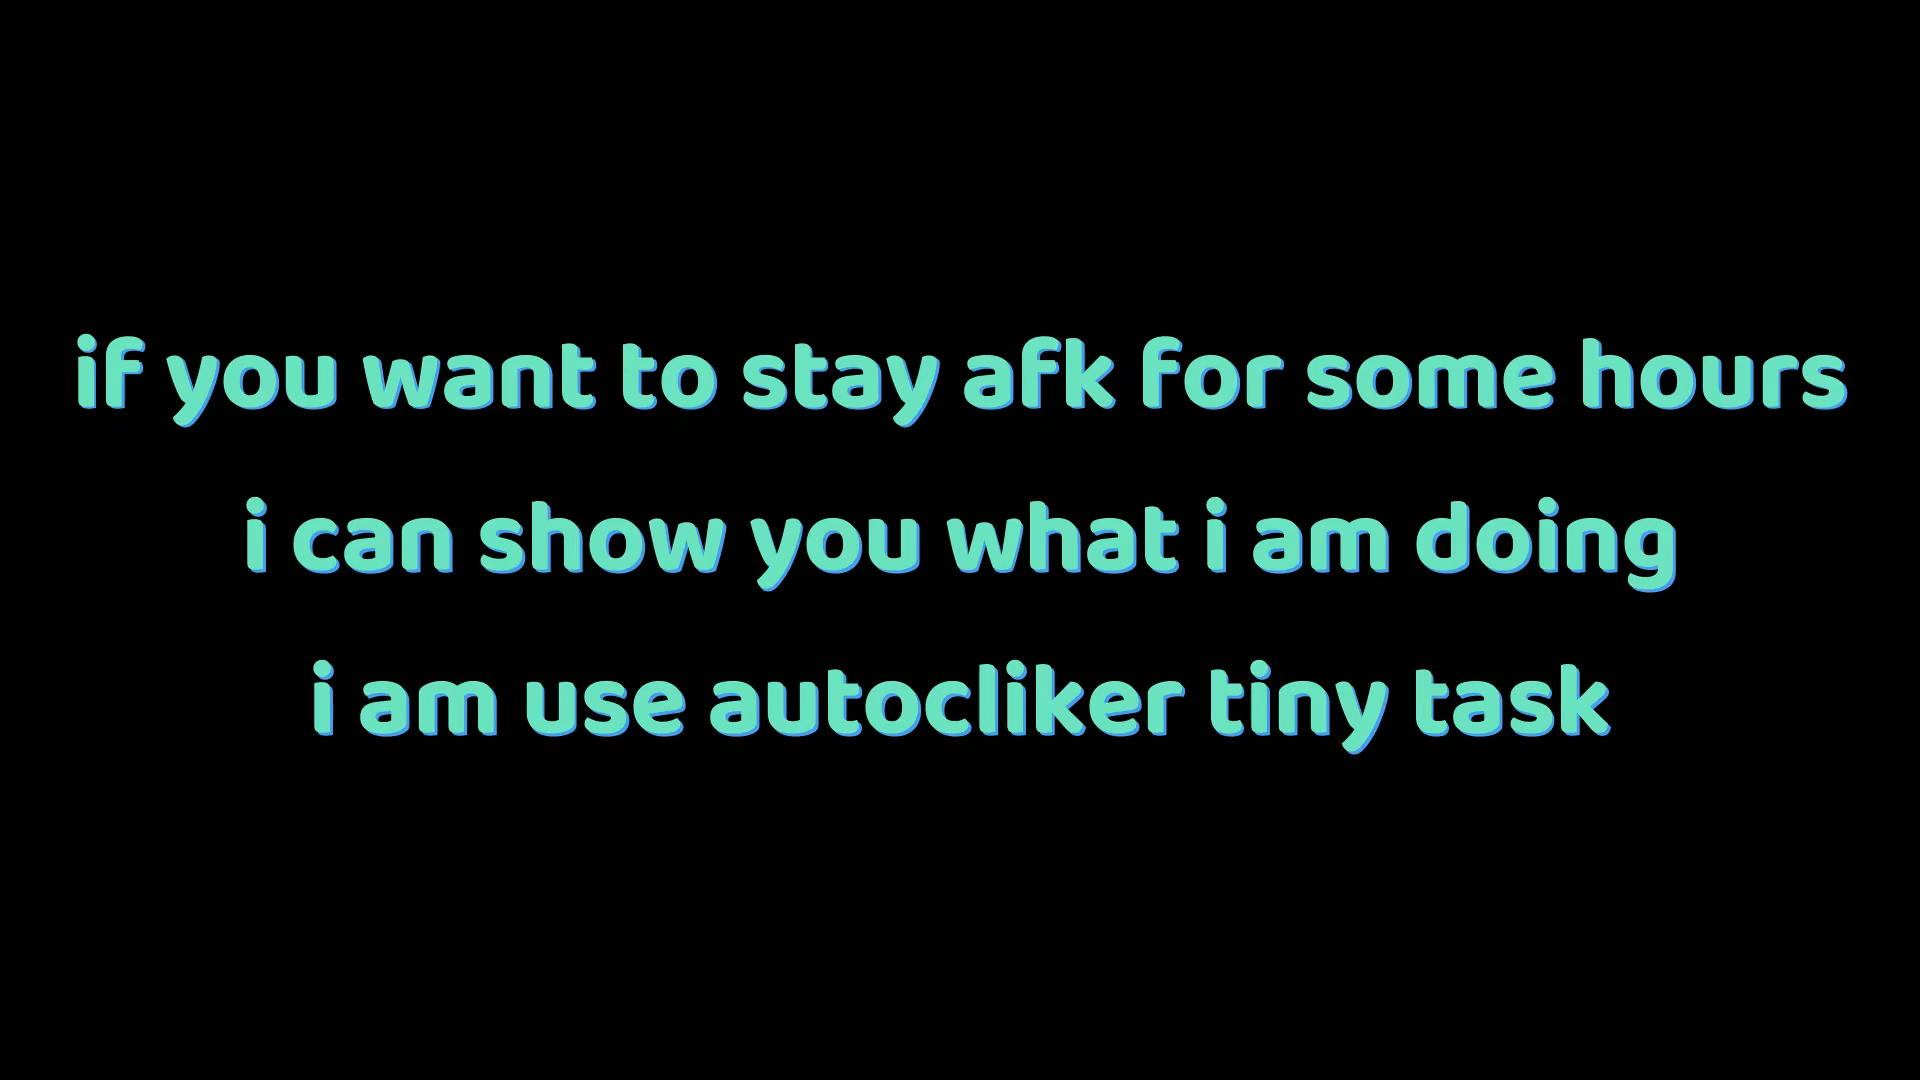 if you want to stay afk for some hours
i can show you what i am doing
i am use autocliker tiny task